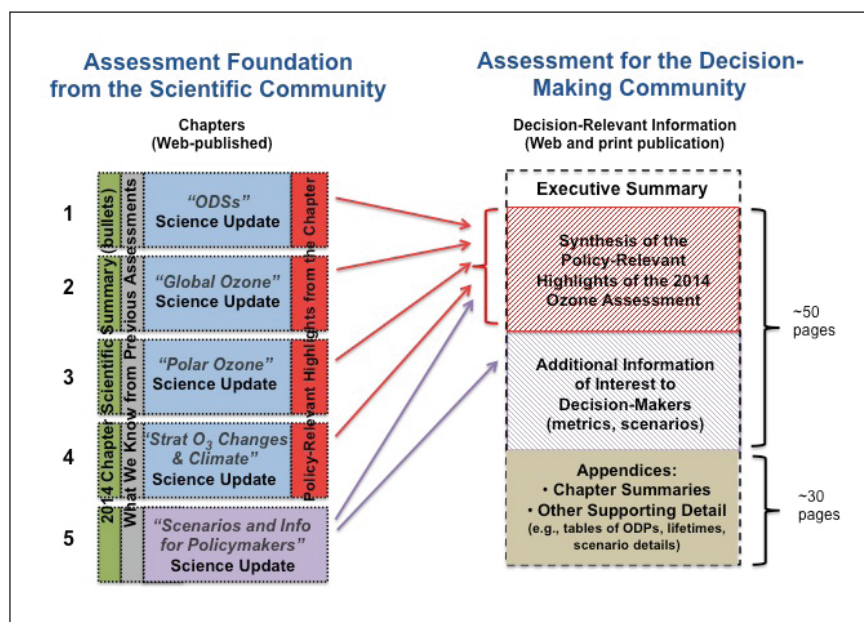 Assessment Foundation
from the Scientific Community
Chapters
(Web-published)
2014 Chapter Scientific Summary (bullets)
What We Know from Previous Assessments
Policy-Relevant Highlights from the Chapter
1
“ODSs”
Science Update
2
“Global Ozone”
Science Update
3
“Polar Ozone”
Science Update
4
“Strat O3 Changes
& Climate”
Science Update
5
“Scenarios and Info
for Policymakers”
Science Update
Assessment for the Decision-
Making Community
Decision-Relevant Information
(Web and print publication)
Executive Summary
Synthesis of the
Policy-Relevant
Highlights of the 2014
Ozone Assessment
Additional Information
of Interest to
Decision-Makers
(metrics, scenarios)
~50
pages
Appendices:
• Chapter Summaries
• Other Supporting Detail
(e.g., tables of ODPs, lifetimes,
scenario details)
~30
pages